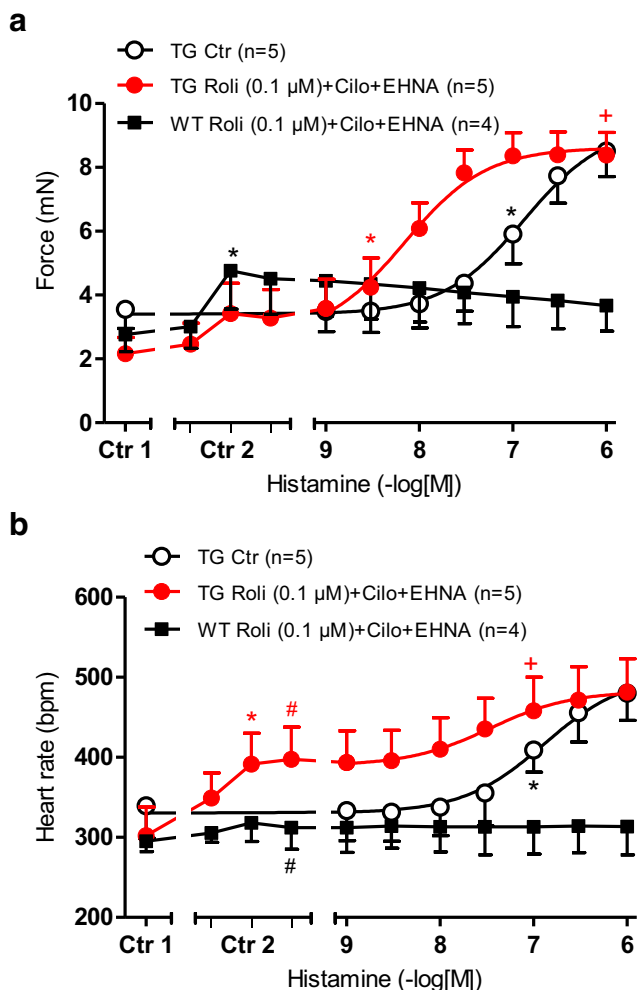 a
TG Ctr (n=5)
TG Roli (0.1 µM)+Cilo+EHNA (n=5)
WT Roli (0.1 µM)+Cilo+EHNA (n=4)
10
8
6
4
2
0
Force (mN)
+
*
*
*
Ctr 1 Ctr 2 9 8 7 6
Histamine (-log[M])
b
TG Ctr (n=5)
TG Roli (0.1 µM)+Cilo+EHNA (n=5)
WT Roli (0.1 µM)+Cilo+EHNA (n=4)
600
500
400
300
200
Heart rate (bpm)
* # +
*
#
Ctr 1 Ctr 2 9 8 7 6
Histamine (-log[M])